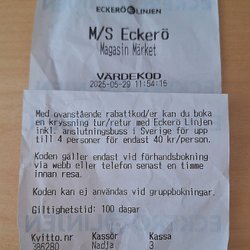 ECKERÖ LINJEN
M/S Eckerö
Magasin Märket
VÄRDEKOD
2025-05-29 11:54:16
Med ovanstående rabattkod/er kan du boka
en kryssning tur/retur med Eckerö Linjen
inkl. anslutningsbuss i Sverige för upp
till 4 personer för endast 40 kr/person.
Koden gäller endast vid förhandsbokning
via webb eller telefon senast en timme
innan resa.
Koden kan ej användas vid gruppbokningar.
Giltighetstid: 100 dagar
Kvitto.nr Kassör Kassa
386280 Nadja 3